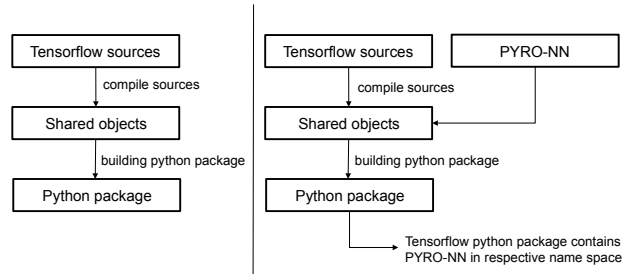 Tensorflow sources
compile sources
Shared objects
building python package
Python package
Tensorflow sources
PYRO-NN
compile sources
Shared objects
building python package
Python package
Tensorflow python package contains
PYRO-NN in respective name space